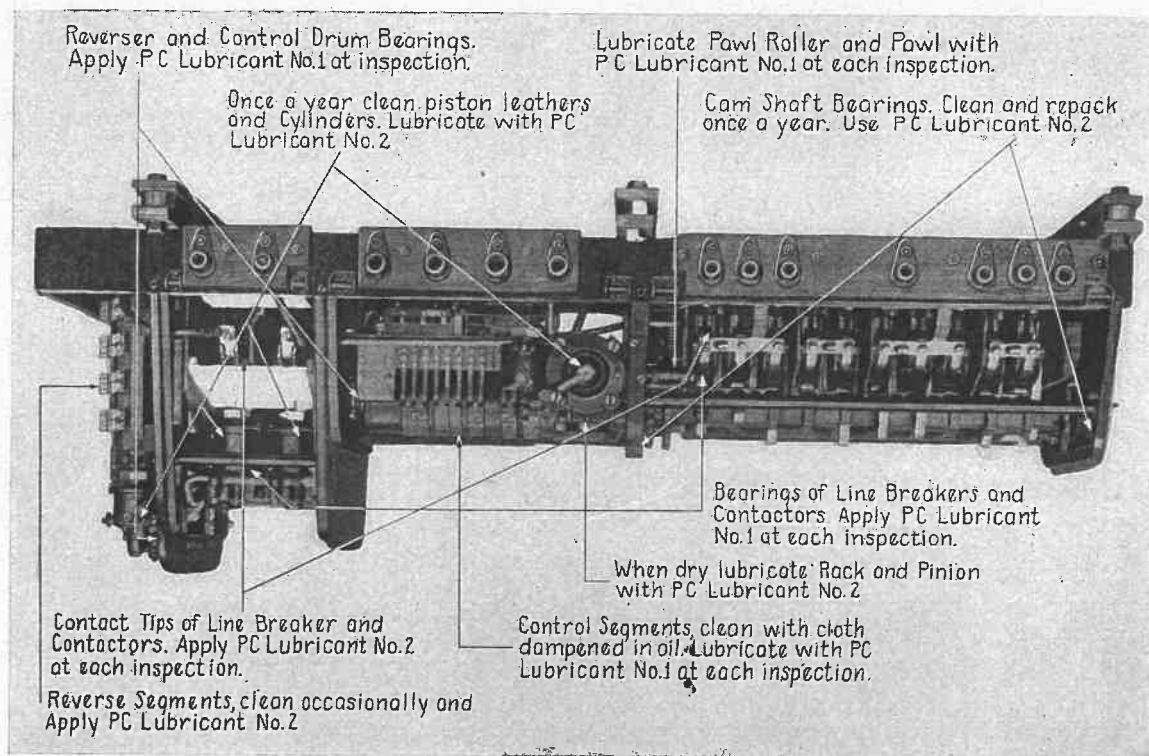 Reverser and Control Drum Bearings.
Apply PC Lubricant No.1 at inspection.
Once a year clean piston leathers
and Cylinders. Lubricate with PC
Lubricant No.2
Lubricate Pawl Roller and Pawl with
PC Lubricant No.1 at each inspection.
Cam Shaft Bearings. Clean and repack
once a year. Use PC Lubricant No.2
Bearings of Line Breakers and
Contactors Apply PC Lubricant
No.1 at each inspection.
When dry lubricate Rack and Pinion
with PC Lubricant No.2
Control Segments, clean with cloth
dampened in oil. Lubricate with PC
Lubricant No.1 at each inspection.
Contact Tips of Line Breaker and
Contactors. Apply PC Lubricant No.2
at each inspection.
Reverse Segments, clean occasionally and
Apply PC Lubricant No.2